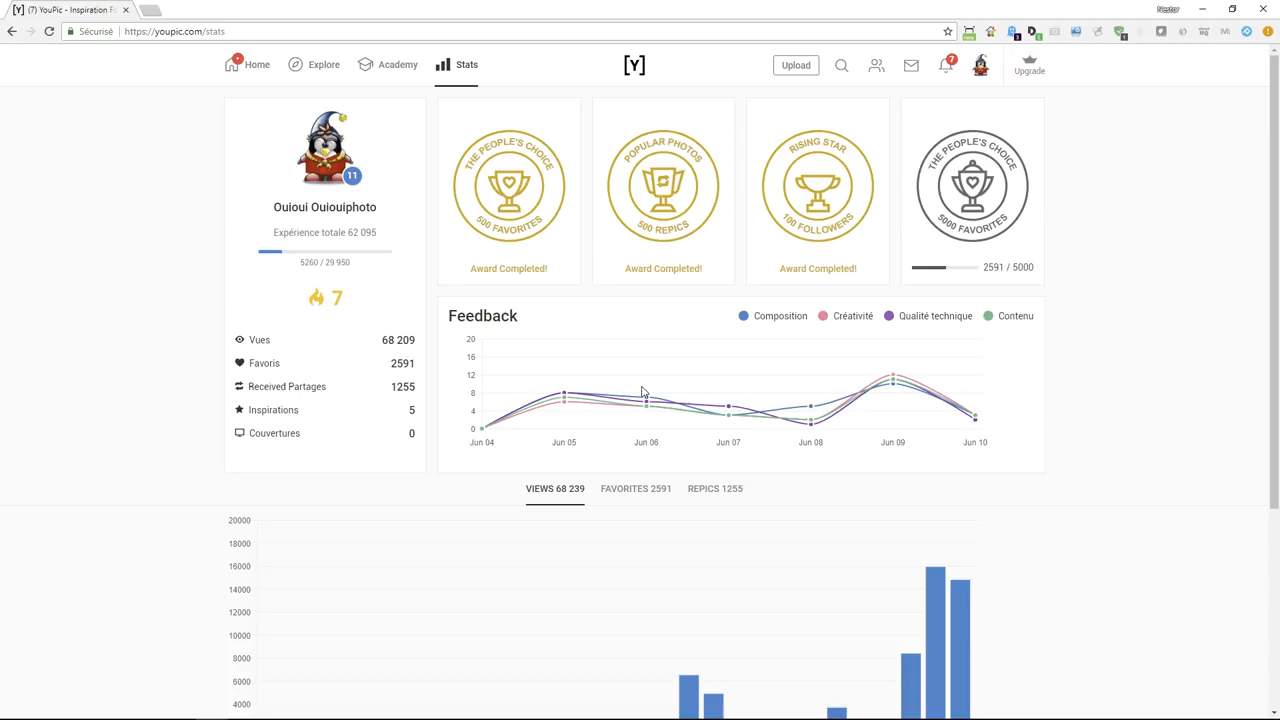 [Y] (7) YouPic - Inspiration F
Nestor
Sécurisé https://youpic.com/stats
Home
Explore
Academy
Stats
[Y]
Upload
7
Upgrade
11
Ouioui Ouiouiphoto
Expérience totale 62 095
5260 / 29 950
7
Vues 68 209
Favoris 2591
Received Partages 1255
Inspirations 5
Couvertures 0
THE PEOPLE'S CHOICE
500 FAVORITES
Award Completed!
POPULAR PHOTOS
500 REPICS
Award Completed!
RISING STAR
100 FOLLOWERS
Award Completed!
THE PEOPLE'S CHOICE
5000 FAVORITES
2591 / 5000
Feedback
Composition Créativité Qualité technique Contenu
20
16
12
8
4
0
Jun 04 Jun 05 Jun 06 Jun 07 Jun 08 Jun 09 Jun 10
VIEWS 68 239 FAVORITES 2591 REPICS 1255
20000
18000
16000
14000
12000
10000
8000
6000
4000